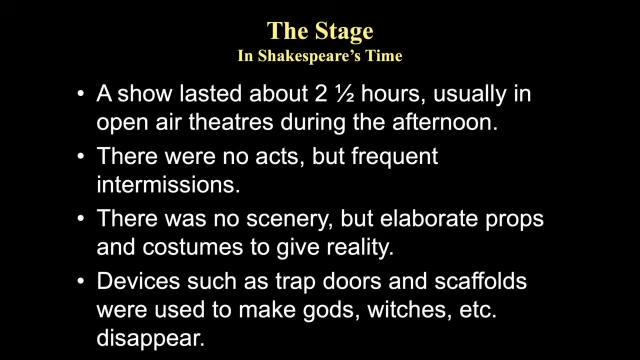 The Stage
In Shakespeare's Time
• A show lasted about 2 ½ hours, usually in
open air theatres during the afternoon.
• There were no acts, but frequent
intermissions.
• There was no scenery, but elaborate props
and costumes to give reality.
• Devices such as trap doors and scaffolds
were used to make gods, witches, etc.
disappear.